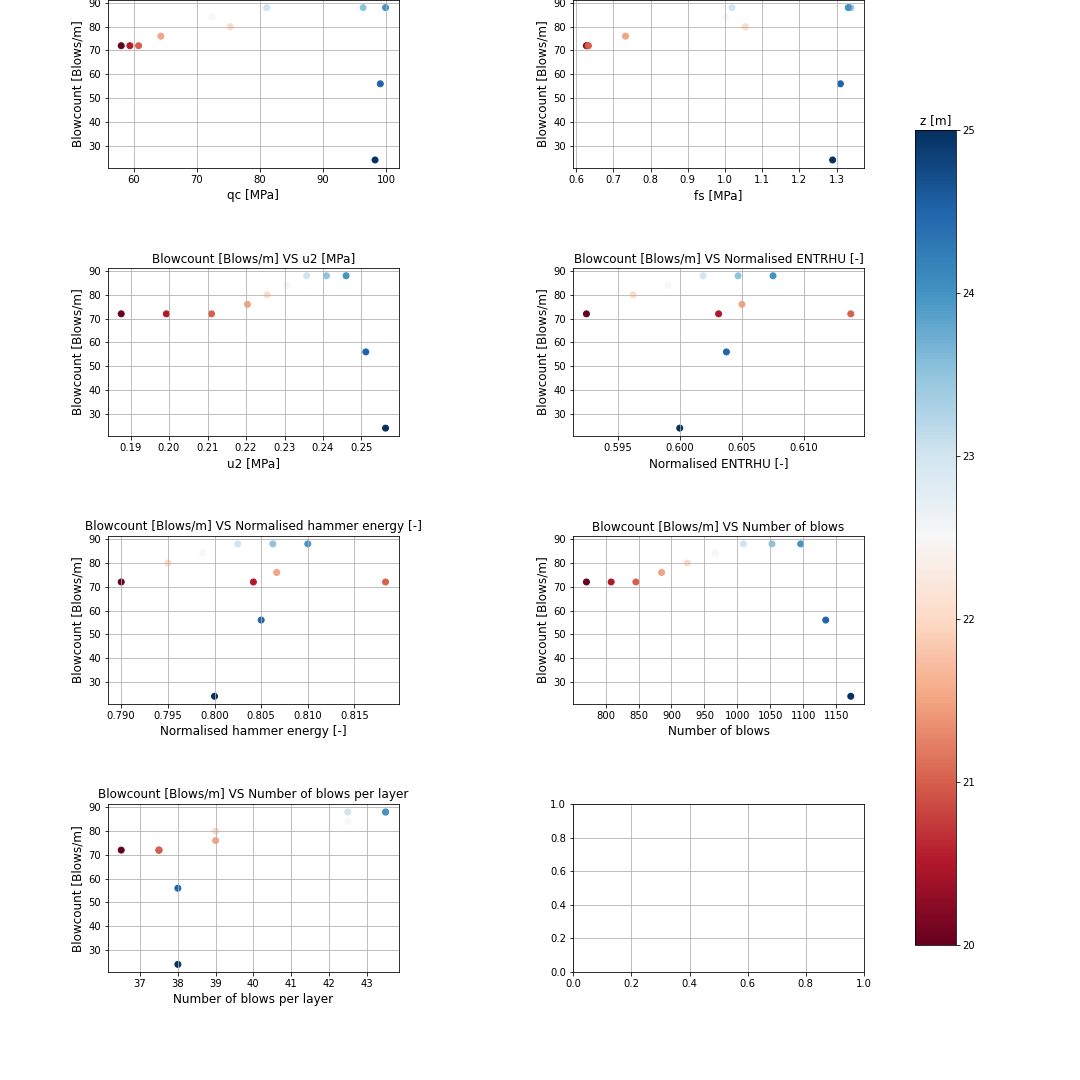 90
80
70
60
50
40
30
Blowcount [Blows/m]
60 70 80 90 100
qc [MPa]
90
80
70
60
50
40
30
Blowcount [Blows/m]
0.6 0.7 0.8 0.9 1.0 1.1 1.2 1.3
fs [MPa]
Blowcount [Blows/m] VS u2 [MPa]
90
80
70
60
50
40
30
Blowcount [Blows/m]
0.19 0.20 0.21 0.22 0.23 0.24 0.25
u2 [MPa]
Blowcount [Blows/m] VS Normalised ENTRHU [-]
90
80
70
60
50
40
30
Blowcount [Blows/m]
0.595 0.600 0.605 0.610
Normalised ENTRHU [-]
Blowcount [Blows/m] VS Normalised hammer energy [-]
90
80
70
60
50
40
30
Blowcount [Blows/m]
0.790 0.795 0.800 0.805 0.810 0.815
Normalised hammer energy [-]
Blowcount [Blows/m] VS Number of blows
90
80
70
60
50
40
30
Blowcount [Blows/m]
800 850 900 950 1000 1050 1100 1150
Number of blows
Blowcount [Blows/m] VS Number of blows per layer
90
80
70
60
50
40
30
Blowcount [Blows/m]
37 38 39 40 41 42 43
Number of blows per layer
1.0
0.8
0.6
0.4
0.2
0.0
0.0 0.2 0.4 0.6 0.8 1.0
z [m]
25
24
23
22
21
20